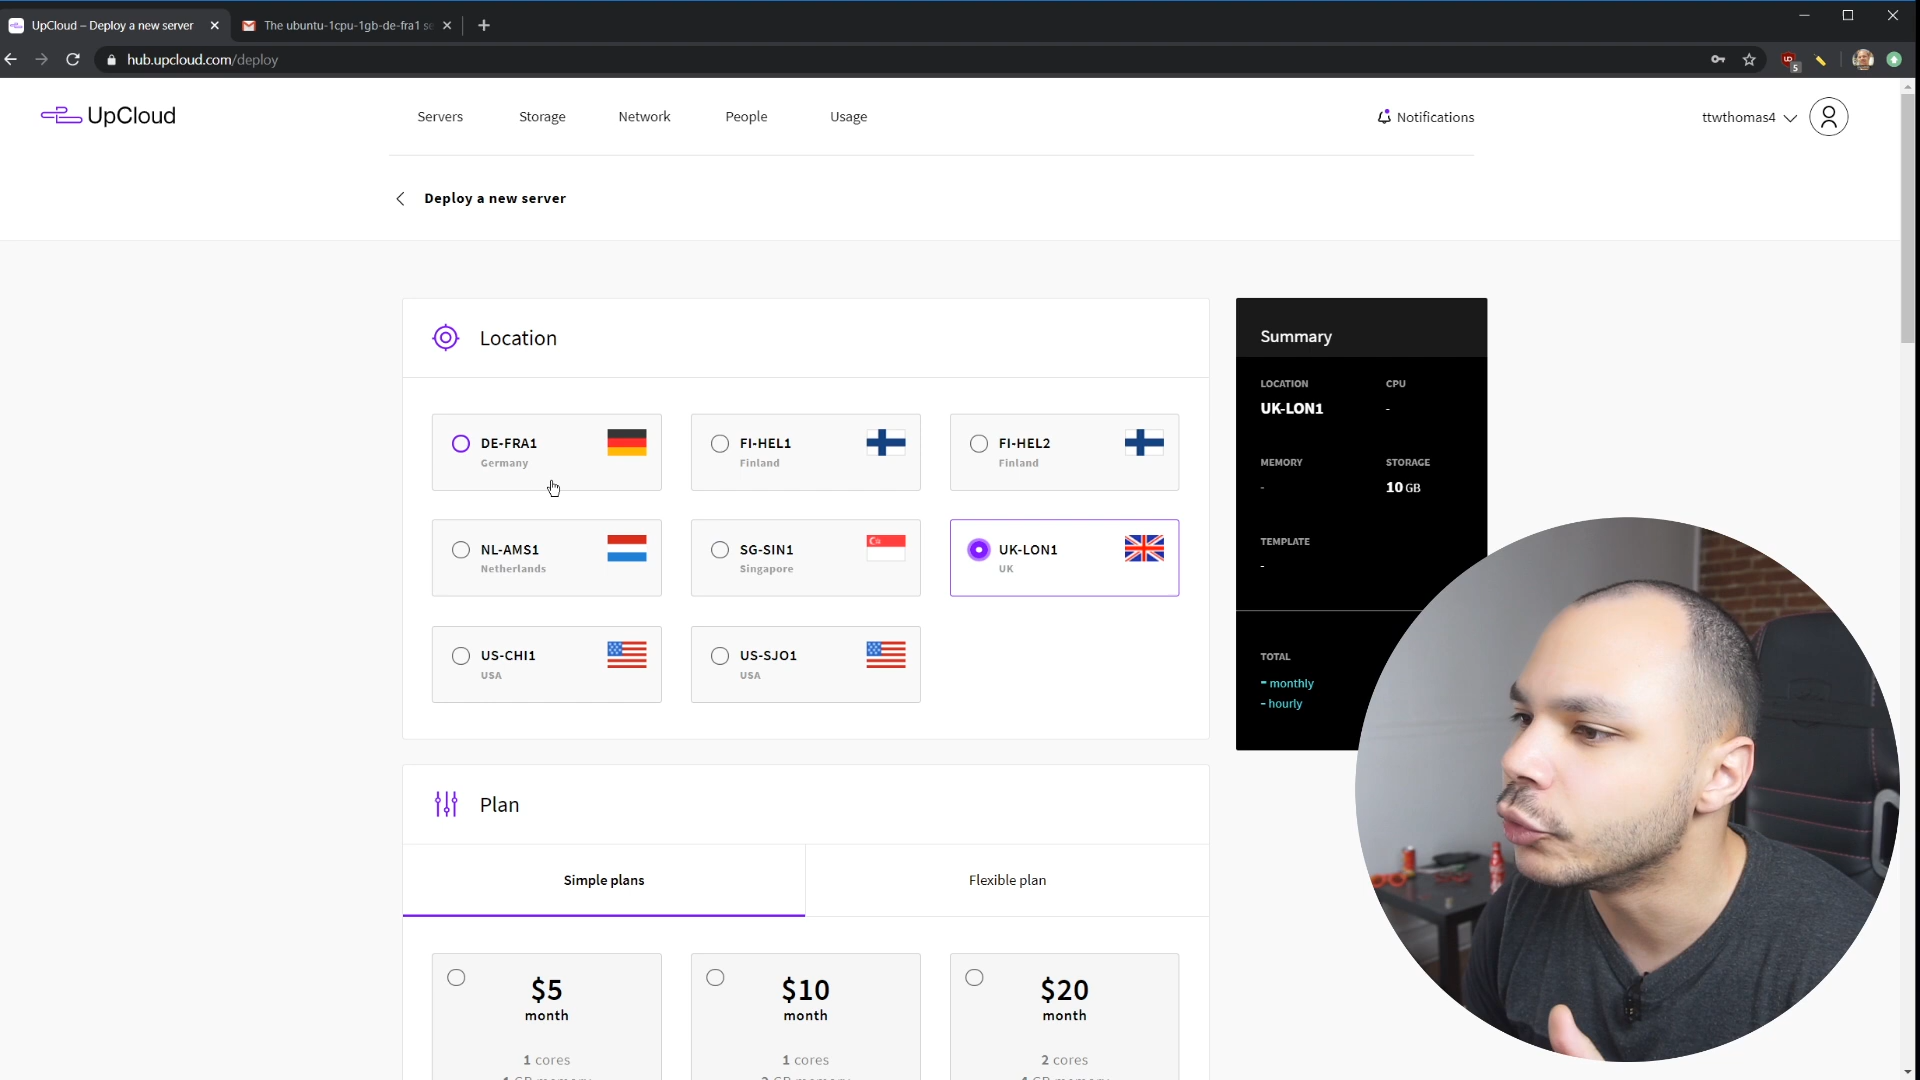 UpCloud – Deploy a new server
The ubuntu-1cpu-1gb-de-fra1 se
hub.upcloud.com/deploy
UD
5
UpCloud
Servers
Storage
Network
People
Usage
Notifications
ttwthomas4
Deploy a new server
Location
DE-FRA1
Germany
FI-HEL1
Finland
FI-HEL2
Finland
NL-AMS1
Netherlands
SG-SIN1
Singapore
UK-LON1
UK
US-CHI1
USA
US-SJO1
USA
Summary
LOCATION
UK-LON1
CPU
-
MEMORY
-
STORAGE
10 GB
TEMPLATE
-
TOTAL
- monthly
- hourly
Plan
Simple plans
Flexible plan
$5
month
1 cores
$10
month
1 cores
$20
month
2 cores